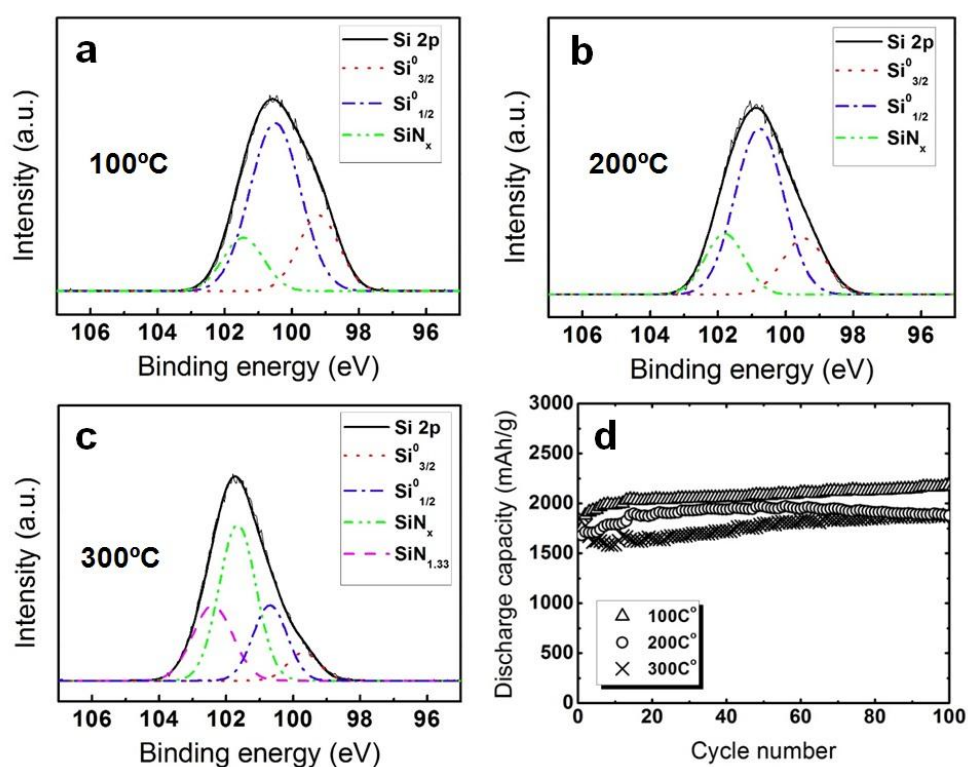 a
Si 2p
Si⁰3/2
Si⁰1/2
SiNx
100ºC
Intensity (a.u.)
106 104 102 100 98 96
Binding energy (eV)
b
Si 2p
Si⁰3/2
Si⁰1/2
SiNx
200ºC
Intensity (a.u.)
106 104 102 100 98 96
Binding energy (eV)
c
Si 2p
Si⁰3/2
Si⁰1/2
SiNx
SiN1.33
300ºC
Intensity (a.u.)
106 104 102 100 98 96
Binding energy (eV)
d
Discharge capacity (mAh/g)
3000
2500
2000
1500
1000
500
0
100C°
200C°
300C°
0 20 40 60 80 100
Cycle number